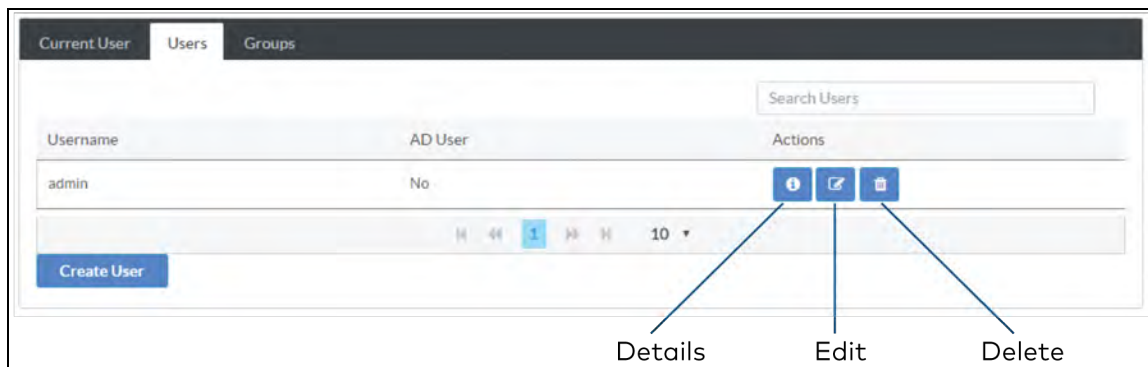 Current User Users Groups
Search Users
Username AD User Actions
admin No
1 10
Create User
Details Edit Delete